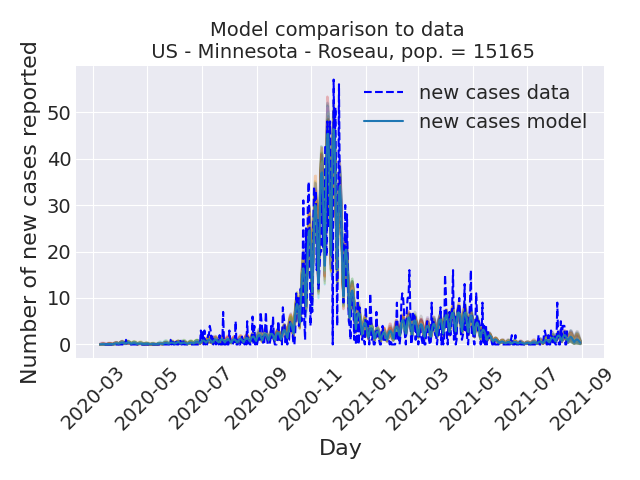 Model comparison to data
US - Minnesota - Roseau, pop. = 15165
Number of new cases reported
50
40
30
20
10
0
new cases data
new cases model
2020-03
2020-05
2020-07
2020-09
2020-11
2021-01
2021-03
2021-05
2021-07
2021-09
Day